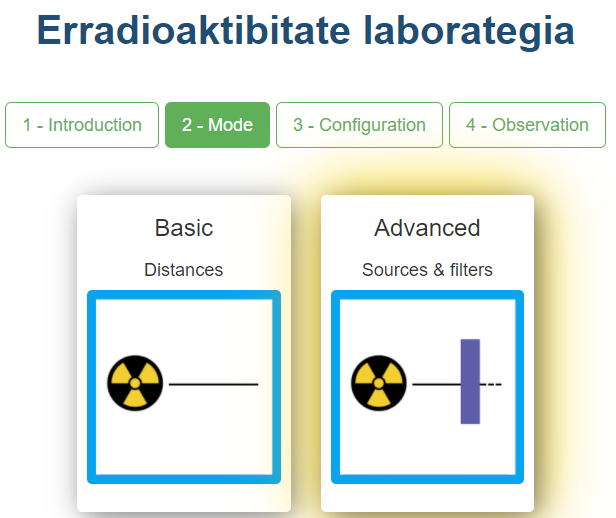 Erradioaktibitate laborategia
1 - Introduction
2 - Mode
3 - Configuration
4 - Observation
Basic
Distances
Advanced
Sources & filters